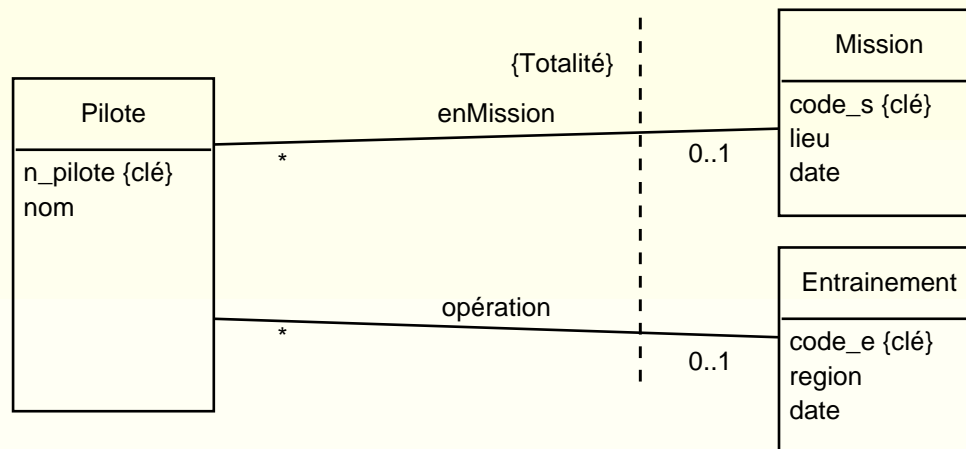 Pilote
n_pilote {clé}
nom
{Totalité}
enMission
*
0..1
Mission
code_s {clé}
lieu
date
opération
*
0..1
Entrainement
code_e {clé}
region
date